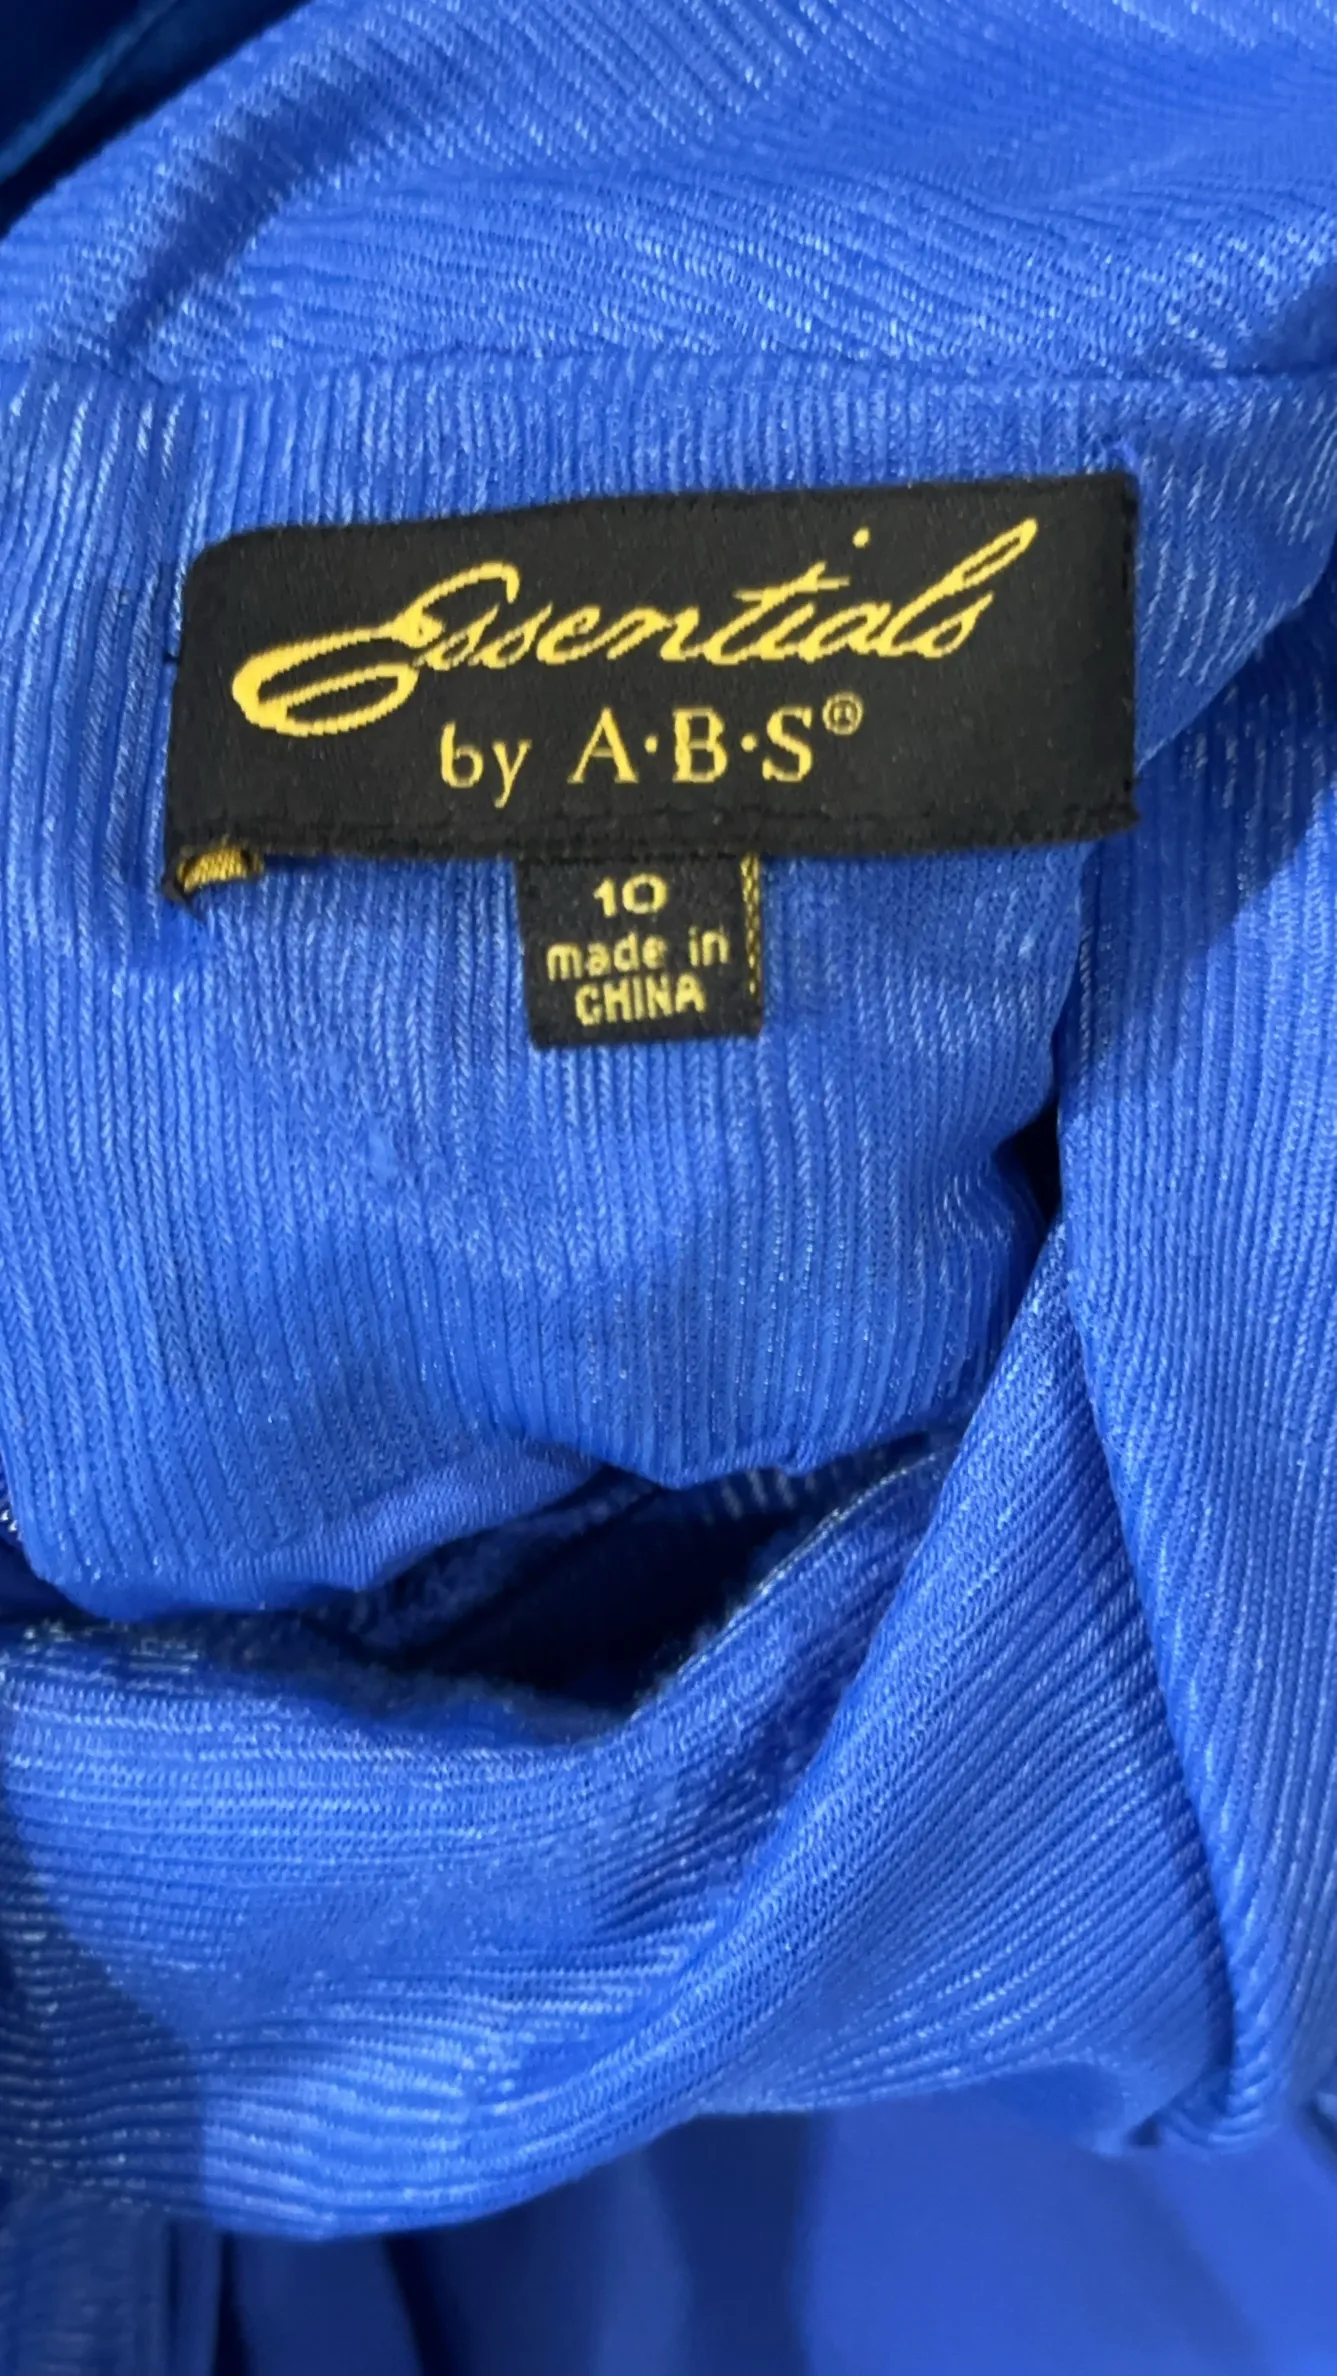 Essentials
by A·B·S®
10
made in
CHINA